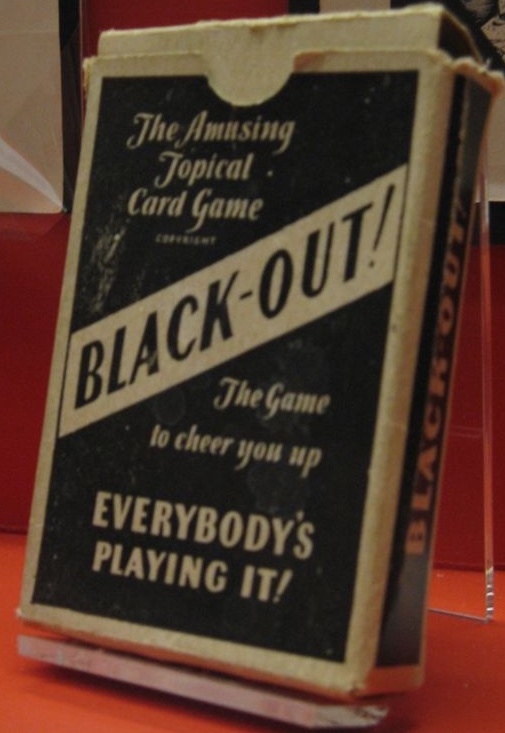 The Amusing
Topical
Card Game
COPYRIGHT
BLACK-OUT!
The Game
to cheer you up
EVERYBODY'S
PLAYING IT!
BLACK-OUT!